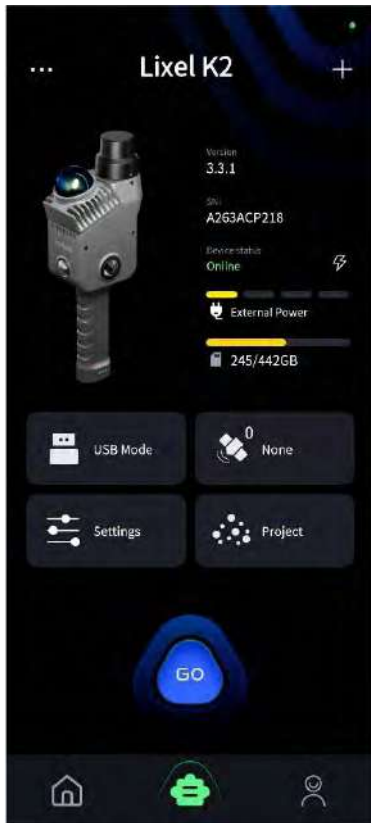 Lixel K2
Version
3.3.1
SN:
A263ACP218
Device status
Online
External Power
245/442GB
USB Mode
0
None
Settings
Project
GO